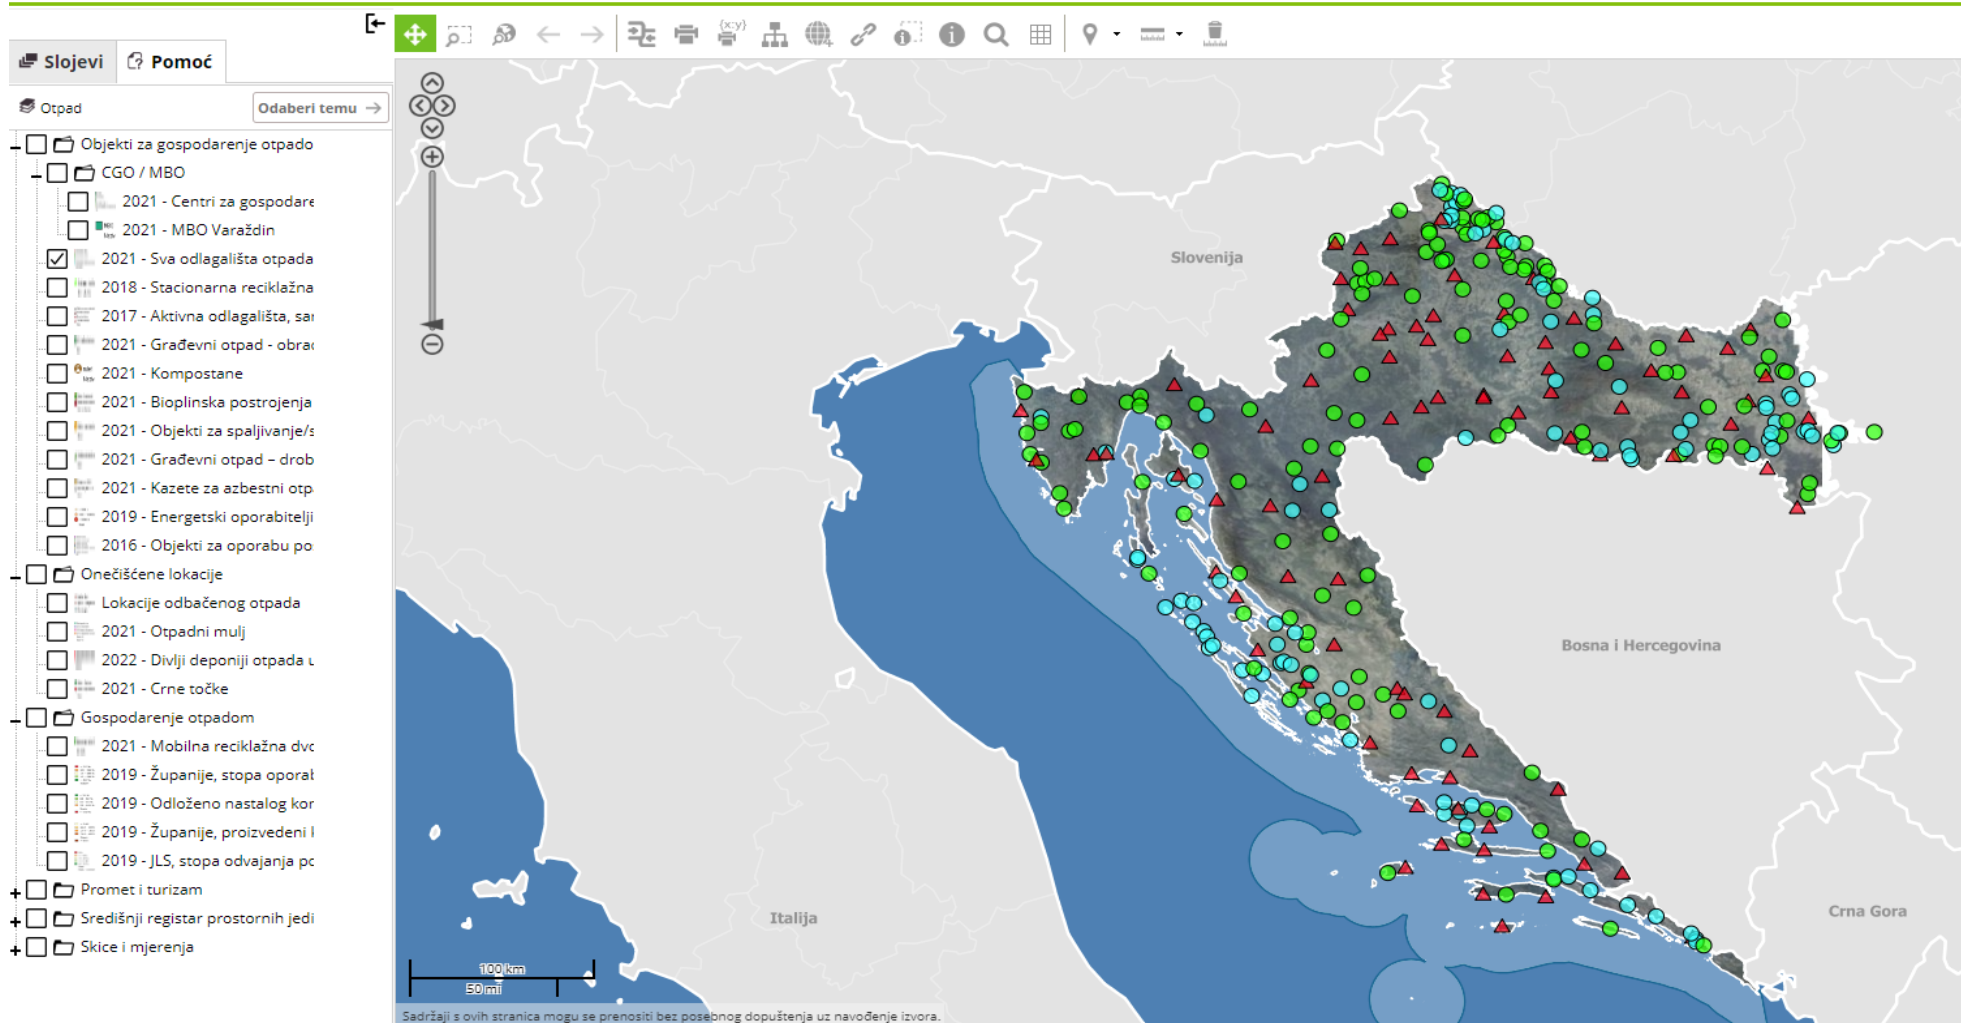 {x:y}
Slojevi
Pomoć
Otpad
Odaberi temu
Objekti za gospodarenje otpado
CGO / MBO
2021 - Centri za gospodare
2021 - MBO Varaždin
2021 - Sva odlagališta otpada
2018 - Stacionarna reciklažna
2017 - Aktivna odlagališta, sar
2021 - Građevni otpad - obrad
2021 - Kompostane
2021 - Bioplinska postrojenja
2021 - Objekti za spaljivanje/s
2021 - Građevni otpad – drob
2021 - Kazete za azbestni otp
2019 - Energetski oporabitelji
2016 - Objekti za oporabu po
Onečišćene lokacije
Lokacije odbačenog otpada
2021 - Otpadni mulj
2022 - Divlji deponiji otpada u
2021 - Crne točke
Gospodarenje otpadom
2021 - Mobilna reciklažna dvo
2019 - Županije, stopa oporab
2019 - Odloženo nastalog kor
2019 - Županije, proizvedeni k
2019 - JLS, stopa odvajanja po
Promet i turizam
Središnji registar prostornih jedi
Skice i mjerenja
Slovenija
Bosna i Hercegovina
Italija
Crna Gora
100 km
50 mi
Sadržaji s ovih stranica mogu se prenositi bez posebnog dopuštenja uz navođenje izvora.